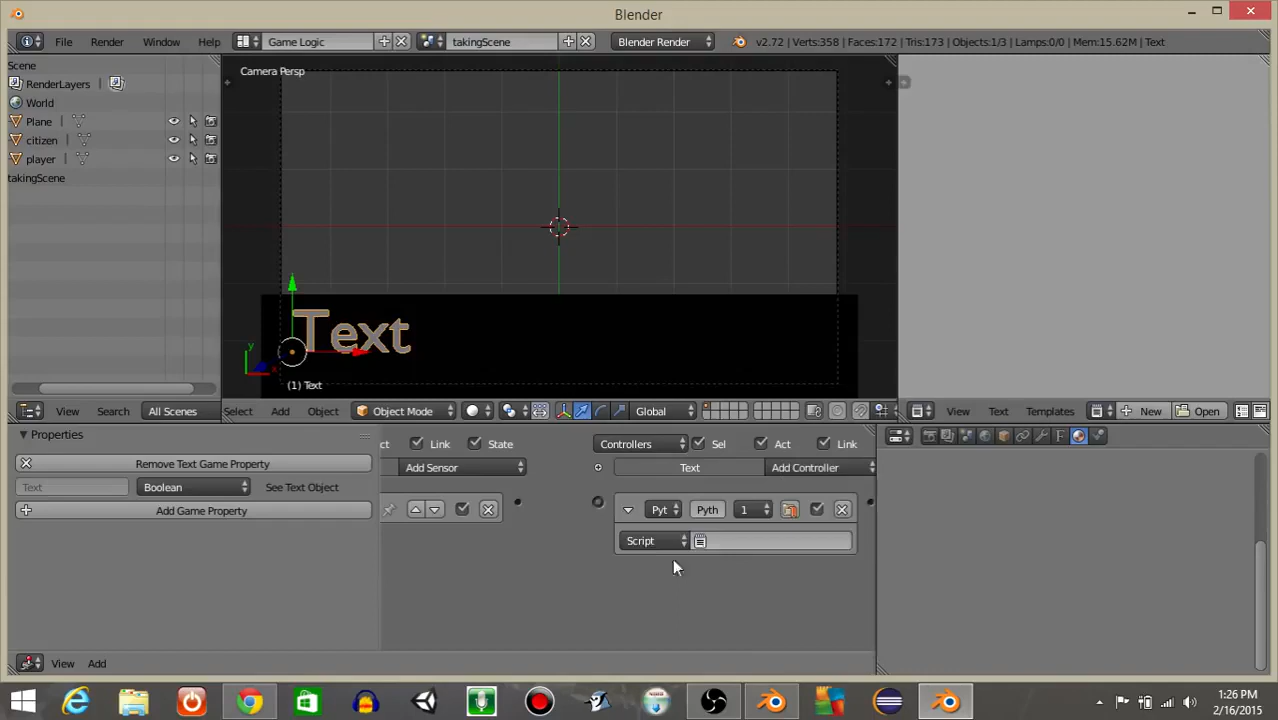 Blender
File Render Window Help Game Logic takingScene Blender Render v2.72 | Verts:358 | Faces:172 | Tris:173 | Objects:1/3 | Lamps:0/0 | Mem:15.62M | Text
Scene
RenderLayers |
World
Plane |
citizen |
player |
takingScene
Camera Persp
Text
y
x
(1) Text
View Search All Scenes
Select Add Object Object Mode Global
View Text Templates New Open
Properties
Remove Text Game Property
Text Boolean See Text Object
Add Game Property
ct Link State
Add Sensor
Controllers Sel Act Link
Text Add Controller
Pyt Pyth 1
Script
View Add
1:26 PM
2/16/2015